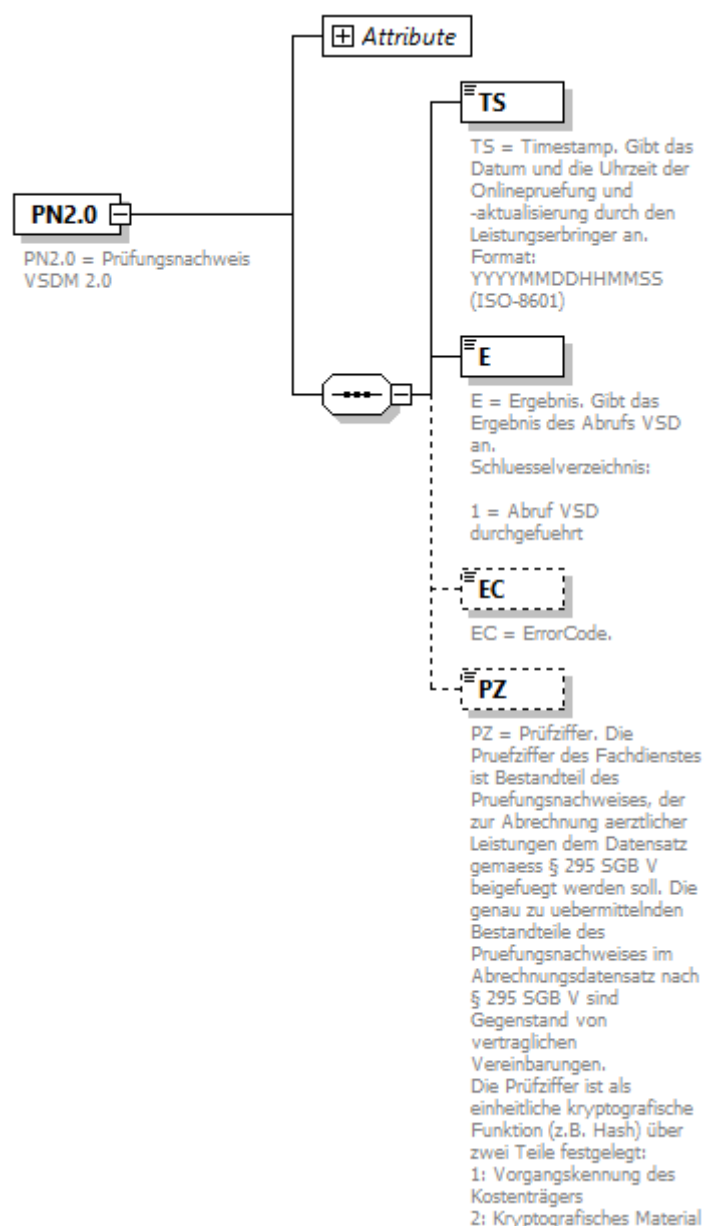 Attribute
TS
TS = Timestamp. Gibt das
Datum und die Uhrzeit der
Onlinepruefung und
-aktualisierung durch den
Leistungserbringer an.
Format:
YYYYMMDDHHMMSS
(ISO-8601)
PN2.0
PN2.0 = Prüfungsnachweis
VSDM 2.0
E
E = Ergebnis. Gibt das
Ergebnis des Abrufs VSD
an.
Schluesselverzeichnis:
1 = Abruf VSD
durchgefuehrt
EC
EC = ErrorCode.
PZ
PZ = Prüfziffer. Die
Pruefziffer des Fachdienstes
ist Bestandteil des
Pruefungsnachweises, der
zur Abrechnung aerztlicher
Leistungen dem Datensatz
gemaess § 295 SGB V
beigefuegt werden soll. Die
genau zu uebermittelnden
Bestandteile des
Pruefungsnachweises im
Abrechnungsdatensatz nach
§ 295 SGB V sind
Gegenstand von
vertraglichen
Vereinbarungen.
Die Prüfziffer ist als
einheitliche kryptografische
Funktion (z.B. Hash) über
zwei Teile festgelegt:
1: Vorgangskennung des
Kostenträgers
2: Kryptografisches Material